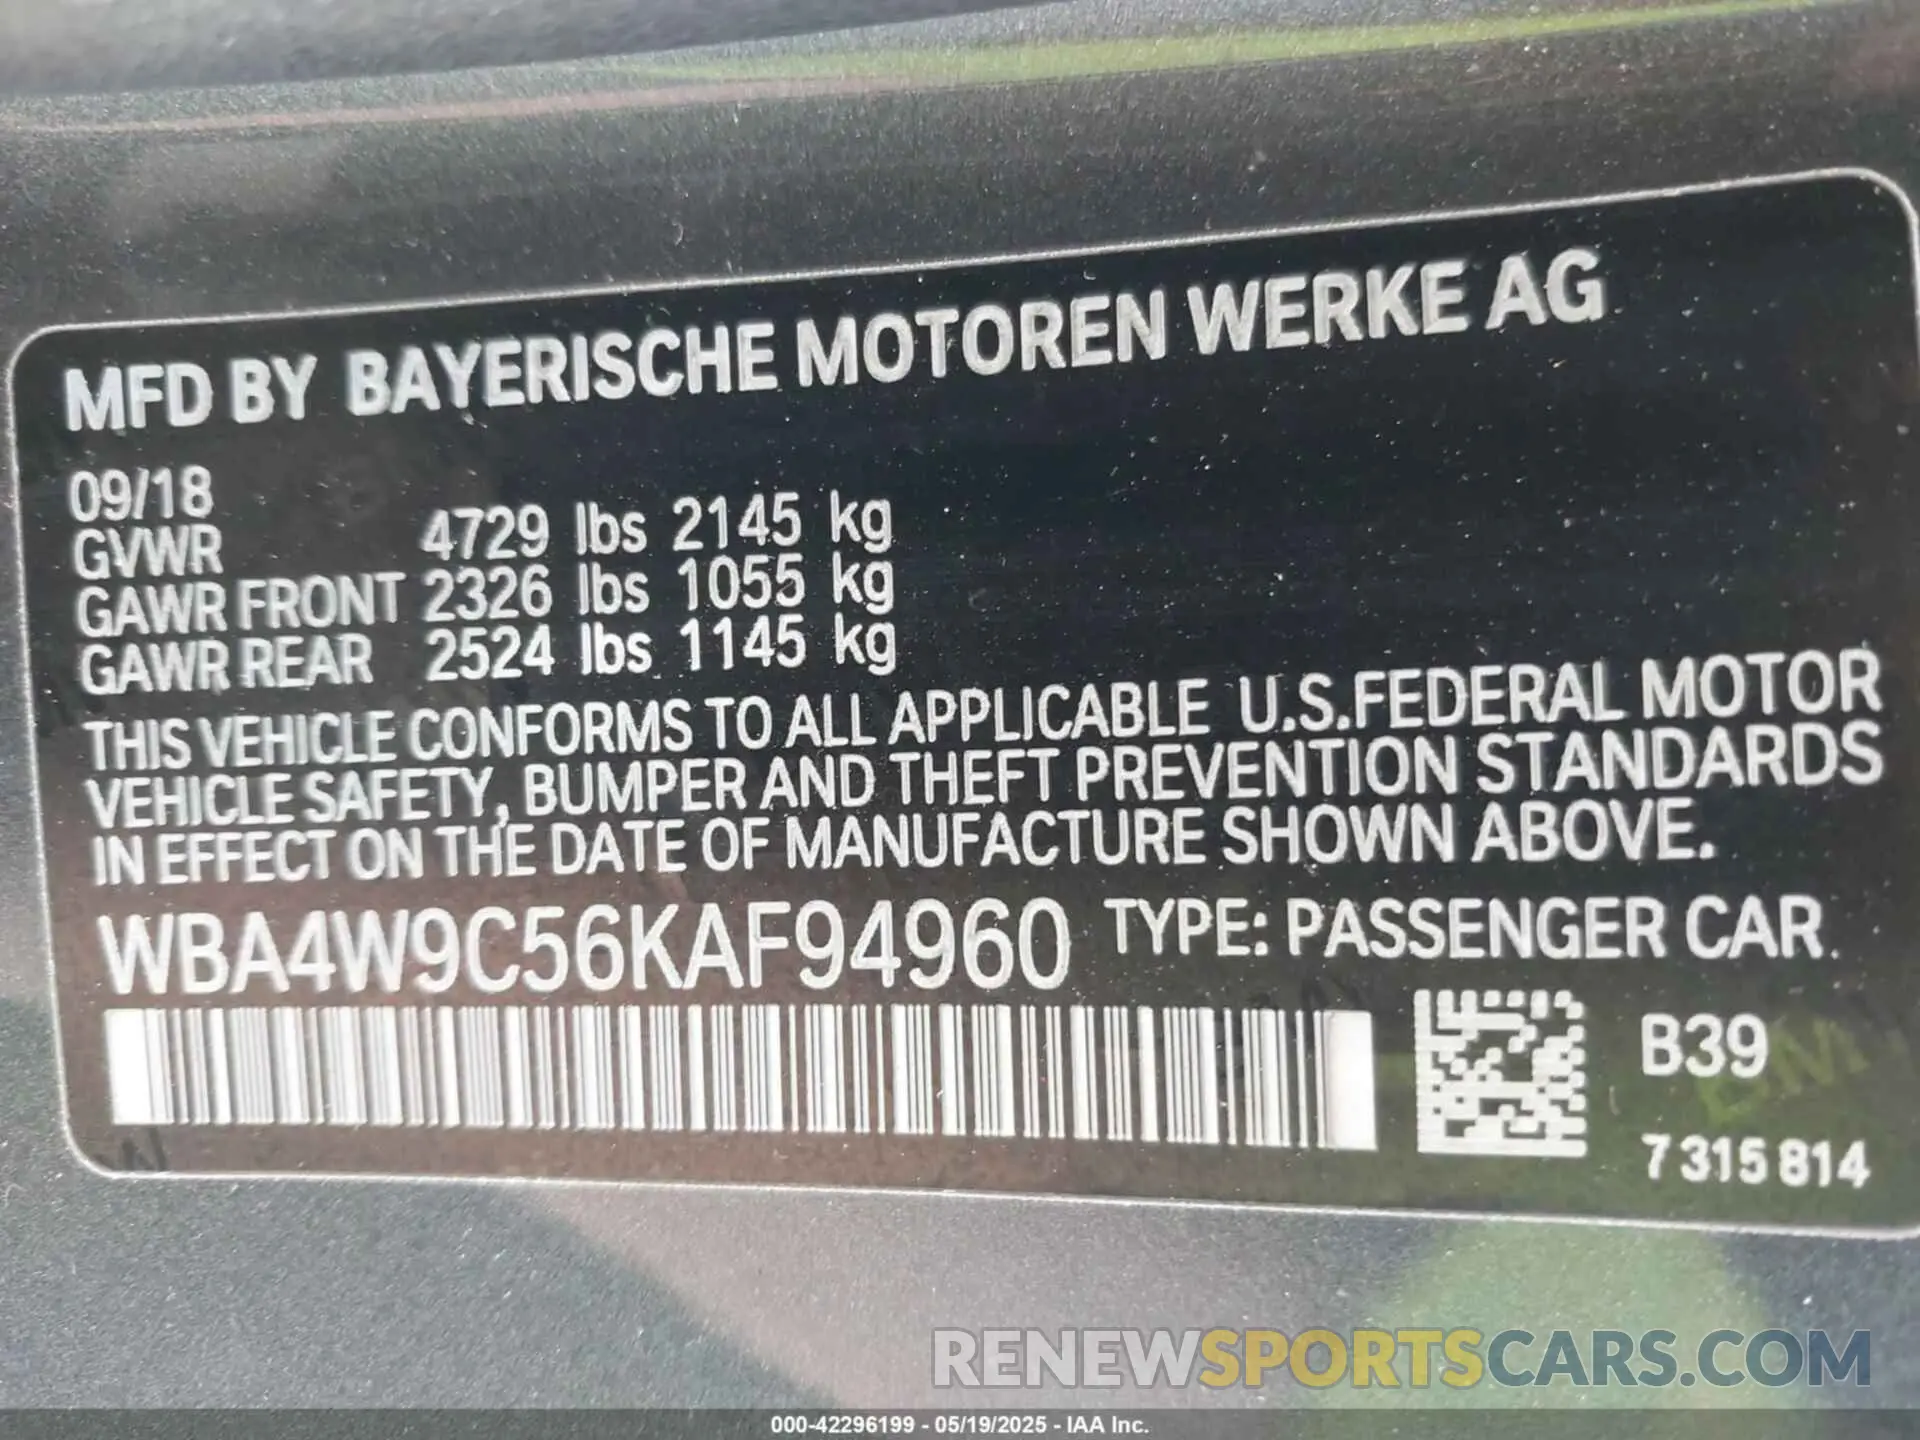 MFD BY BAYERISCHE MOTOREN WERKE AG
09/18
GVWR 4729 lbs 2145 kg
GAWR FRONT 2326 lbs 1055 kg
GAWR REAR 2524 lbs 1145 kg
THIS VEHICLE CONFORMS TO ALL APPLICABLE U.S.FEDERAL MOTOR
VEHICLE SAFETY, BUMPER AND THEFT PREVENTION STANDARDS
IN EFFECT ON THE DATE OF MANUFACTURE SHOWN ABOVE.
WBA4W9C56KAF94960 TYPE: PASSENGER CAR
B39
7 315 814
RENEWSPORTSCARS.COM
000-42296199 - 05/19/2025 - IAA Inc.